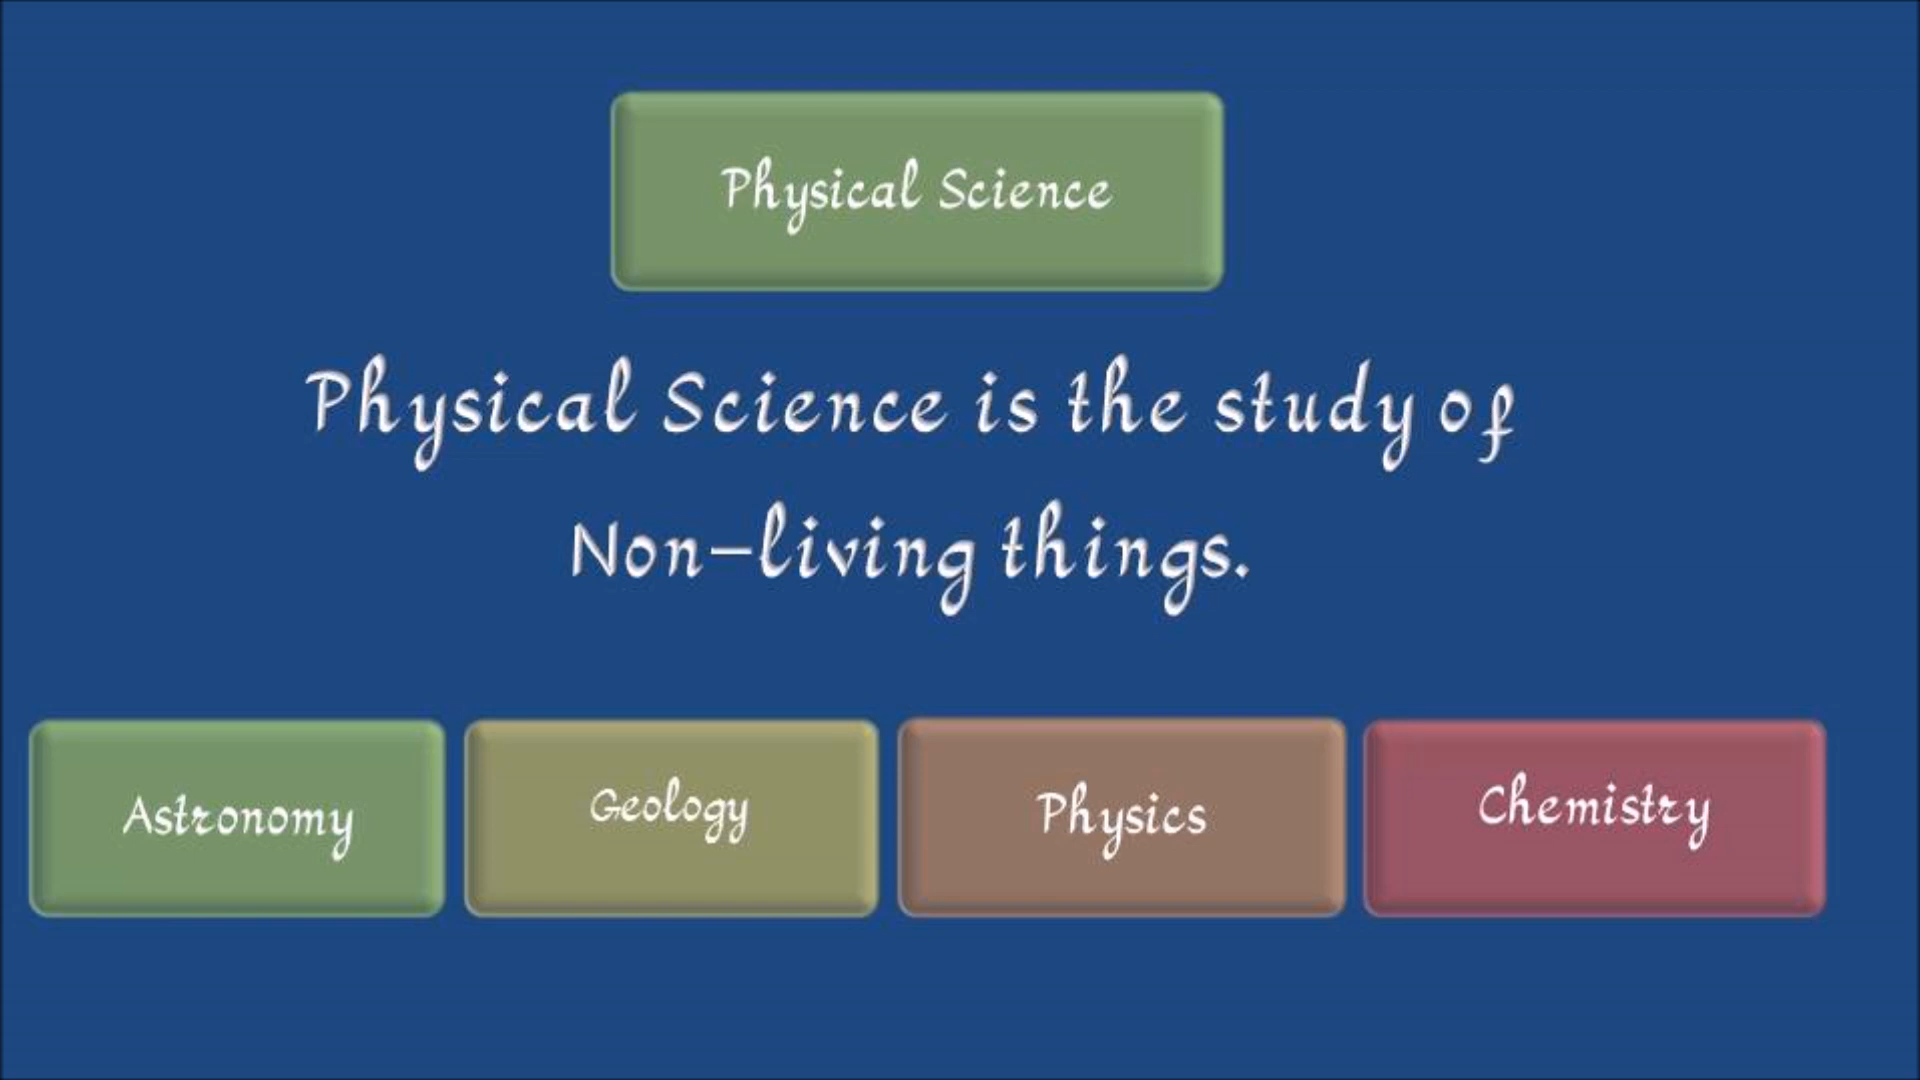 Physical Science
Physical Science is the study of
Non-living things.
Astronomy
Geology
Physics
Chemistry